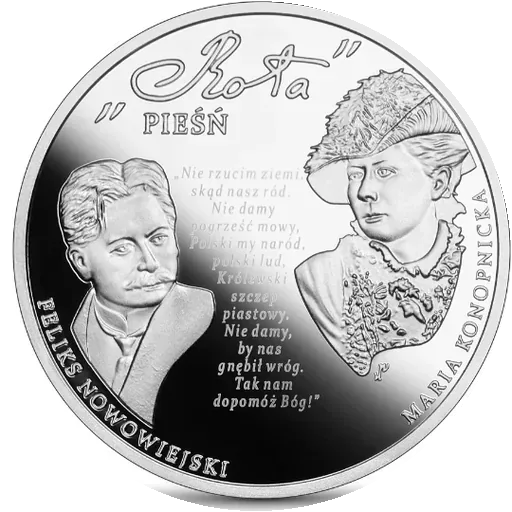 „Rota”
PIEŚŃ
„Nie rzucim ziemi,
skąd nasz ród.
Nie damy
pogrześć mowy,
Polski my naród,
polski lud,
Królewski
szczep
piastowy.
Nie damy,
by nas
gnębił wróg.
Tak nam
dopomóż Bóg!”
FELIKS NOWOWIEJSKI
MARIA KONOPNICKA